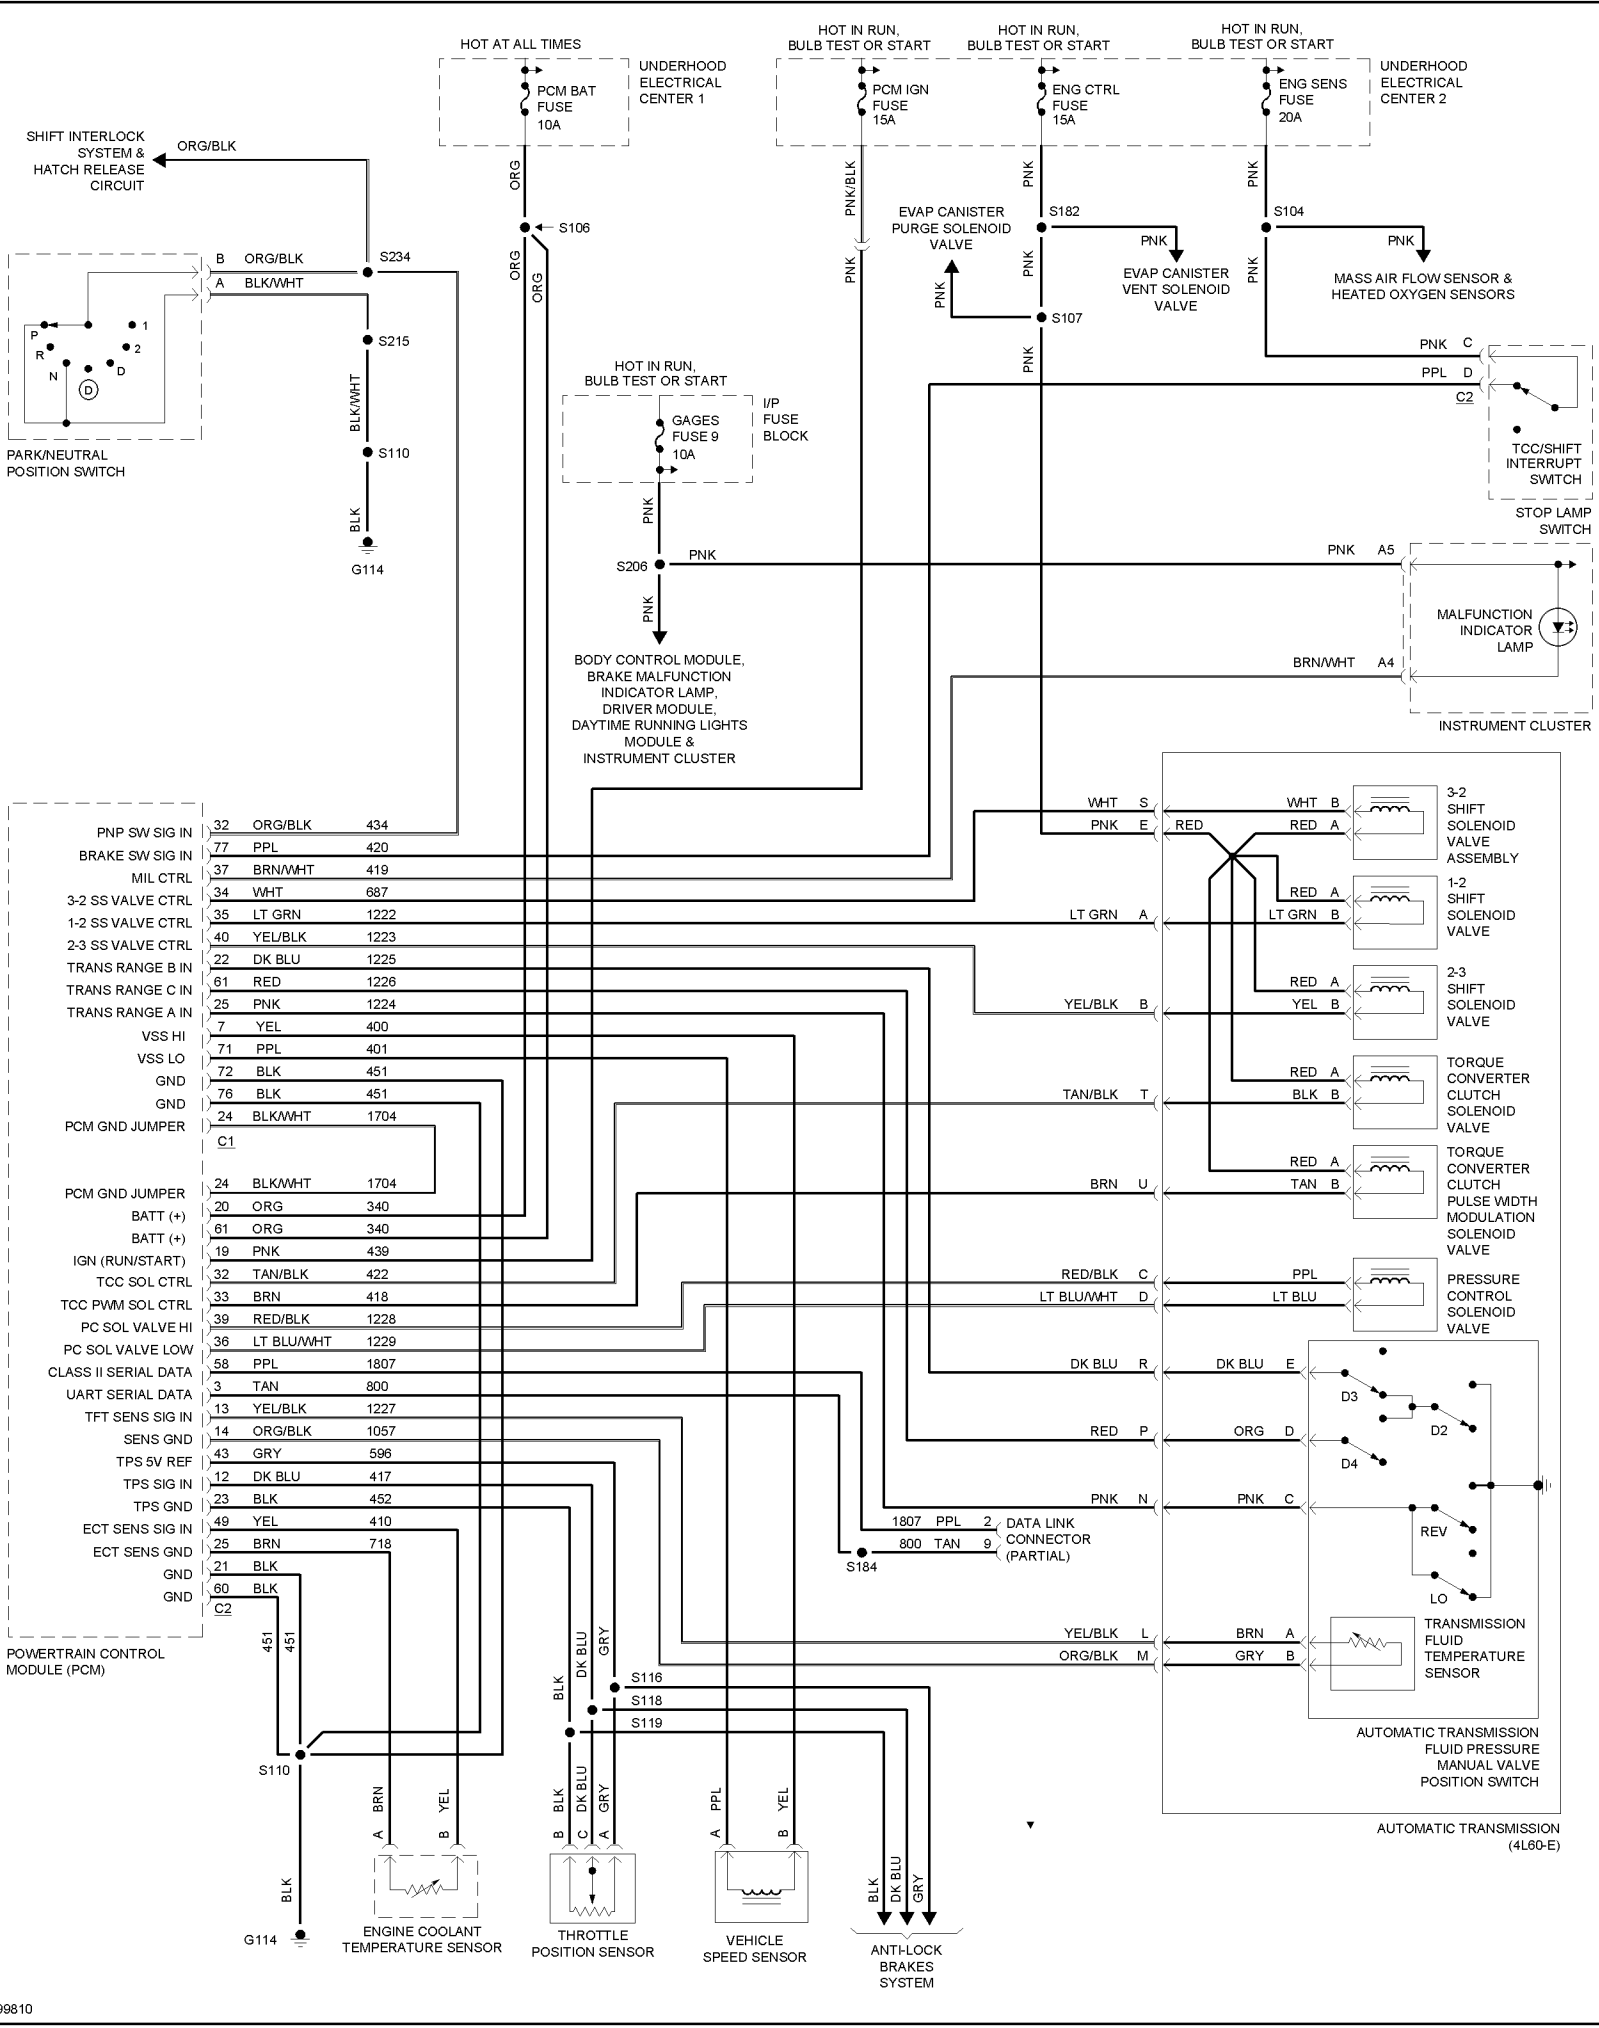 HOT AT ALL TIMES
PCM BAT
FUSE
10A
UNDERHOOD
ELECTRICAL
CENTER 1
HOT IN RUN,
BULB TEST OR START
HOT IN RUN,
BULB TEST OR START
HOT IN RUN,
BULB TEST OR START
PCM IGN
FUSE
15A
ENG CTRL
FUSE
15A
ENG SENS
FUSE
20A
UNDERHOOD
ELECTRICAL
CENTER 2
SHIFT INTERLOCK
SYSTEM &
HATCH RELEASE
CIRCUIT
ORG/BLK
ORG
PNK/BLK
PNK
PNK
S106
ORG
ORG
PNK
EVAP CANISTER
PURGE SOLENOID
VALVE
PNK
S182
PNK
PNK
EVAP CANISTER
VENT SOLENOID
VALVE
S107
PNK
S104
PNK
PNK
MASS AIR FLOW SENSOR &
HEATED OXYGEN SENSORS
B ORG/BLK
S234
A BLK/WHT
P
R
N
D
D
2
1
S215
BLK/WHT
S110
BLK
G114
PARK/NEUTRAL
POSITION SWITCH
PNK C
PPL D
C2
TCC/SHIFT
INTERRUPT
SWITCH
STOP LAMP
SWITCH
HOT IN RUN,
BULB TEST OR START
GAGES
FUSE 9
10A
I/P
FUSE
BLOCK
PNK
S206
PNK
PNK
BODY CONTROL MODULE,
BRAKE MALFUNCTION
INDICATOR LAMP,
DRIVER MODULE,
DAYTIME RUNNING LIGHTS
MODULE &
INSTRUMENT CLUSTER
PNK A5
MALFUNCTION
INDICATOR
LAMP
BRN/WHT A4
INSTRUMENT CLUSTER
PNP SW SIG IN 32 ORG/BLK 434
BRAKE SW SIG IN 77 PPL 420
MIL CTRL 37 BRN/WHT 419
3-2 SS VALVE CTRL 34 WHT 687
1-2 SS VALVE CTRL 35 LT GRN 1222
2-3 SS VALVE CTRL 40 YEL/BLK 1223
TRANS RANGE B IN 22 DK BLU 1225
TRANS RANGE C IN 61 RED 1226
TRANS RANGE A IN 25 PNK 1224
VSS HI 7 YEL 400
VSS LO 71 PPL 401
GND 72 BLK 451
GND 76 BLK 451
PCM GND JUMPER 24 BLK/WHT 1704
C1
PCM GND JUMPER 24 BLK/WHT 1704
BATT (+) 20 ORG 340
BATT (+) 61 ORG 340
IGN (RUN/START) 19 PNK 439
TCC SOL CTRL 32 TAN/BLK 422
TCC PWM SOL CTRL 33 BRN 418
PC SOL VALVE HI 39 RED/BLK 1228
PC SOL VALVE LOW 36 LT BLU/WHT 1229
CLASS II SERIAL DATA 58 PPL 1807
UART SERIAL DATA 3 TAN 800
TFT SENS SIG IN 13 YEL/BLK 1227
SENS GND 14 ORG/BLK 1057
TPS 5V REF 43 GRY 596
TPS SIG IN 12 DK BLU 417
TPS GND 23 BLK 452
ECT SENS SIG IN 49 YEL 410
ECT SENS GND 25 BRN 718
GND 21 BLK
GND 60 BLK
C2
POWERTRAIN CONTROL
MODULE (PCM)
WHT S WHT B
PNK E RED RED A
3-2
SHIFT
SOLENOID
VALVE
ASSEMBLY
RED A
LT GRN A LT GRN B
1-2
SHIFT
SOLENOID
VALVE
RED A
YEL/BLK B YEL B
2-3
SHIFT
SOLENOID
VALVE
RED A
TAN/BLK T BLK B
TORQUE
CONVERTER
CLUTCH
SOLENOID
VALVE
RED A
BRN U TAN B
TORQUE
CONVERTER
CLUTCH
PULSE WIDTH
MODULATION
SOLENOID
VALVE
RED/BLK C PPL
LT BLU/WHT D LT BLU
PRESSURE
CONTROL
SOLENOID
VALVE
DK BLU R DK BLU E
D3
D2
RED P ORG D
D4
PNK N PNK C
REV
LO
1807 PPL 2
800 TAN 9
DATA LINK
CONNECTOR
(PARTIAL)
S184
YEL/BLK L BRN A
ORG/BLK M GRY B
TRANSMISSION
FLUID
TEMPERATURE
SENSOR
AUTOMATIC TRANSMISSION
FLUID PRESSURE
MANUAL VALVE
POSITION SWITCH
AUTOMATIC TRANSMISSION
(4L60-E)
451
451
S110
BLK
G114
BLK
DK BLU
GRY
S116
S118
S119
BRN
YEL
BLK
DK BLU
GRY
PPL
YEL
A
B
B
C
A
A
B
ENGINE COOLANT
TEMPERATURE SENSOR
THROTTLE
POSITION SENSOR
VEHICLE
SPEED SENSOR
BLK
DK BLU
GRY
ANTI-LOCK
BRAKES
SYSTEM
99810